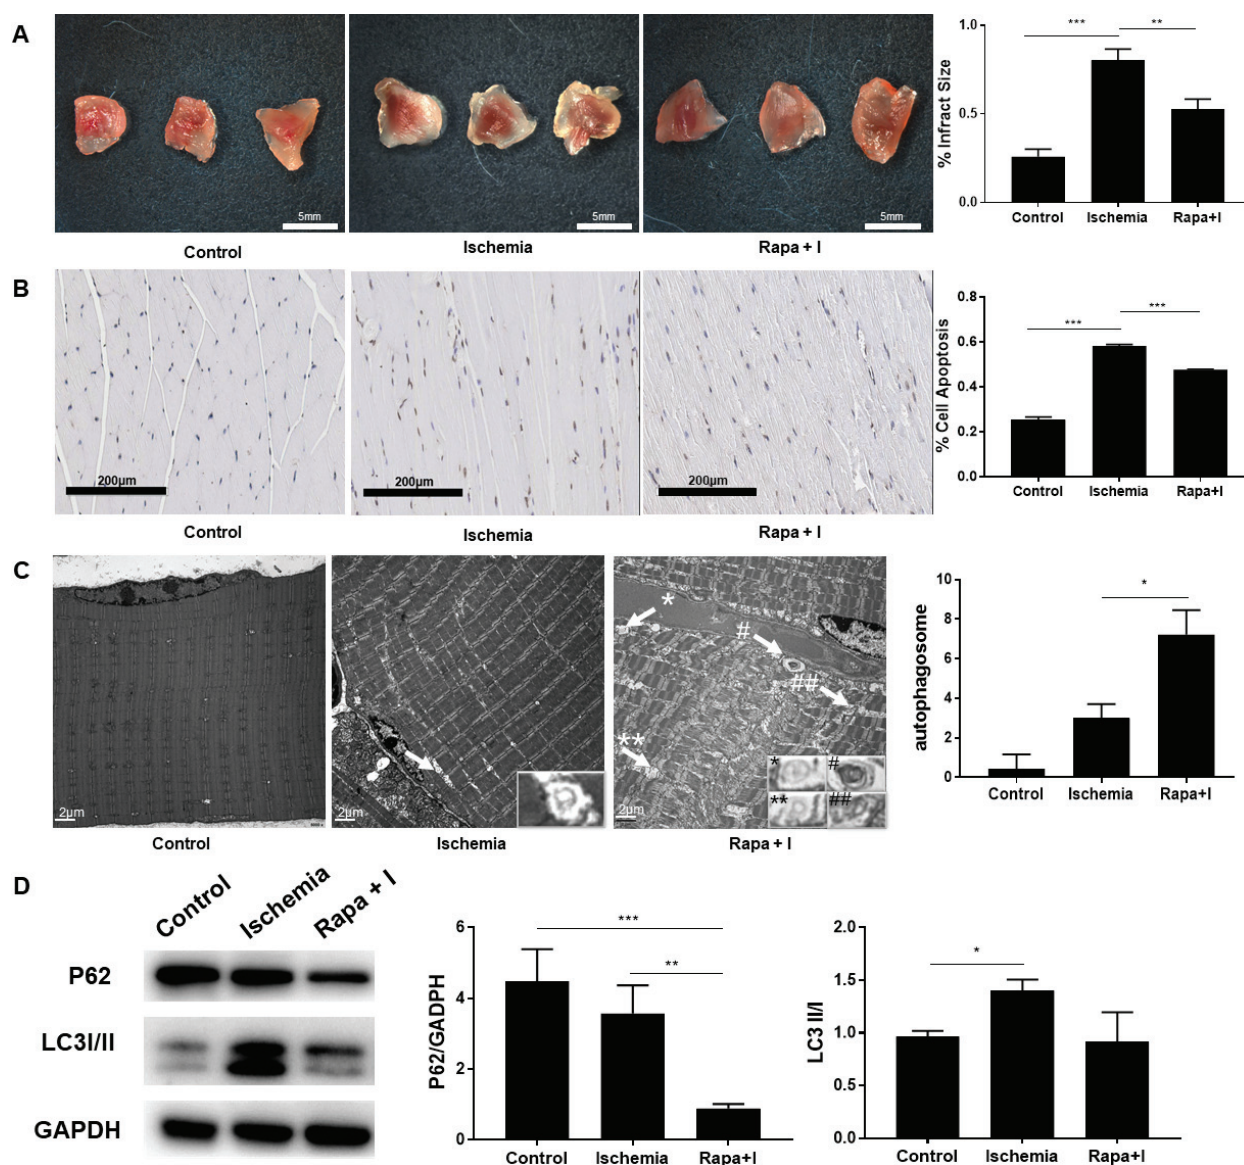 A
5mm
5mm
5mm
Control
Ischemia
Rapa + I
% Infract Size
1.0
0.5
0.0
***
**
Control
Ischemia
Rapa+I
B
200µm
200µm
200µm
Control
Ischemia
Rapa + I
% Cell Apoptosis
0.8
0.6
0.4
0.2
0.0
***
***
Control
Ischemia
Rapa+I
C
2µm
2µm
2µm
*
#
##
**
*
#
**
##
Control
Ischemia
Rapa + I
autophagosome
10
8
6
4
2
0
*
Control
Ischemia
Rapa+I
D
Control
Ischemia
Rapa + I
P62
LC3I/II
GAPDH
P62/GADPH
6
4
2
0
***
**
Control
Ischemia
Rapa+I
LC3 II/I
2.0
1.5
1.0
0.5
0.0
*
Control
Ischemia
Rapa+I